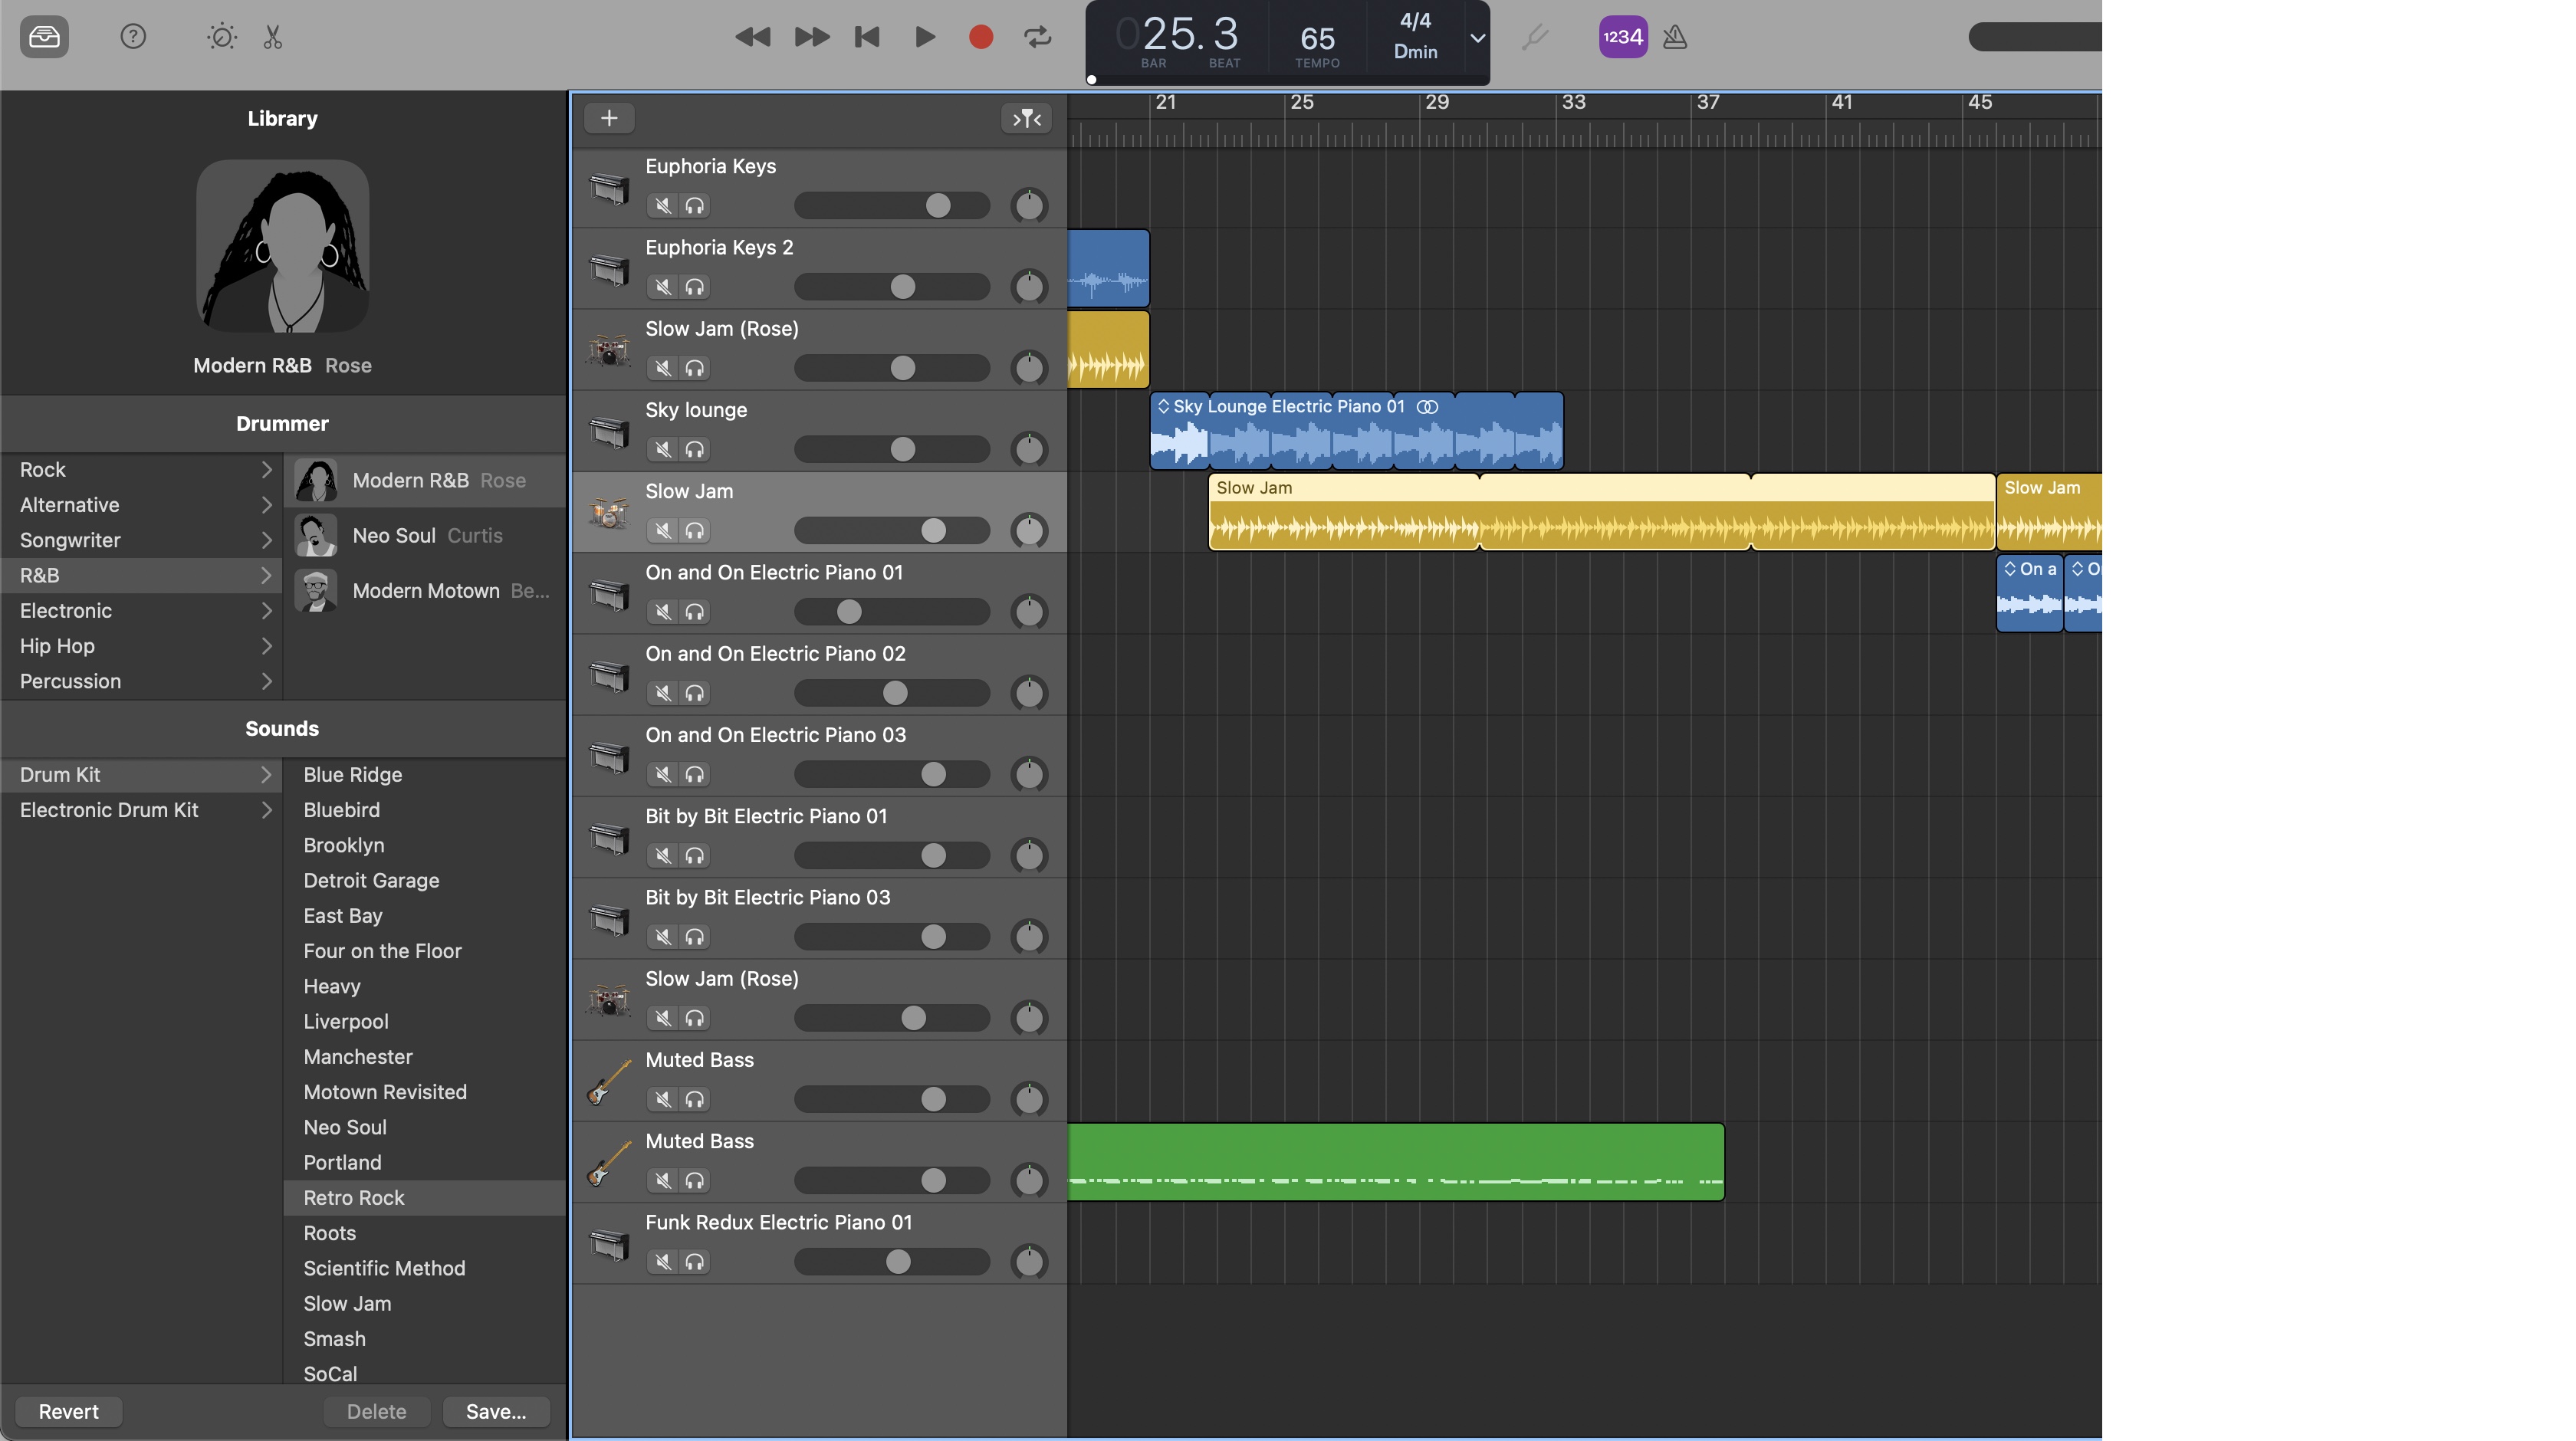 025.3
BAR BEAT
65
TEMPO
4/4
Dmin
1234
Library
Modern R&B Rose
Drummer
Rock
Alternative
Songwriter
R&B
Electronic
Hip Hop
Percussion
Modern R&B Rose
Neo Soul Curtis
Modern Motown Be...
Sounds
Drum Kit
Electronic Drum Kit
Blue Ridge
Bluebird
Brooklyn
Detroit Garage
East Bay
Four on the Floor
Heavy
Liverpool
Manchester
Motown Revisited
Neo Soul
Portland
Retro Rock
Roots
Scientific Method
Slow Jam
Smash
SoCal
Revert
Delete
Save...
21 25 29 33 37 41 45
Euphoria Keys
Euphoria Keys 2
Slow Jam (Rose)
Sky lounge
Sky Lounge Electric Piano 01
Slow Jam
Slow Jam
Slow Jam
On and On Electric Piano 01
On a
On and On Electric Piano 02
On and On Electric Piano 03
Bit by Bit Electric Piano 01
Bit by Bit Electric Piano 03
Slow Jam (Rose)
Muted Bass
Muted Bass
Funk Redux Electric Piano 01